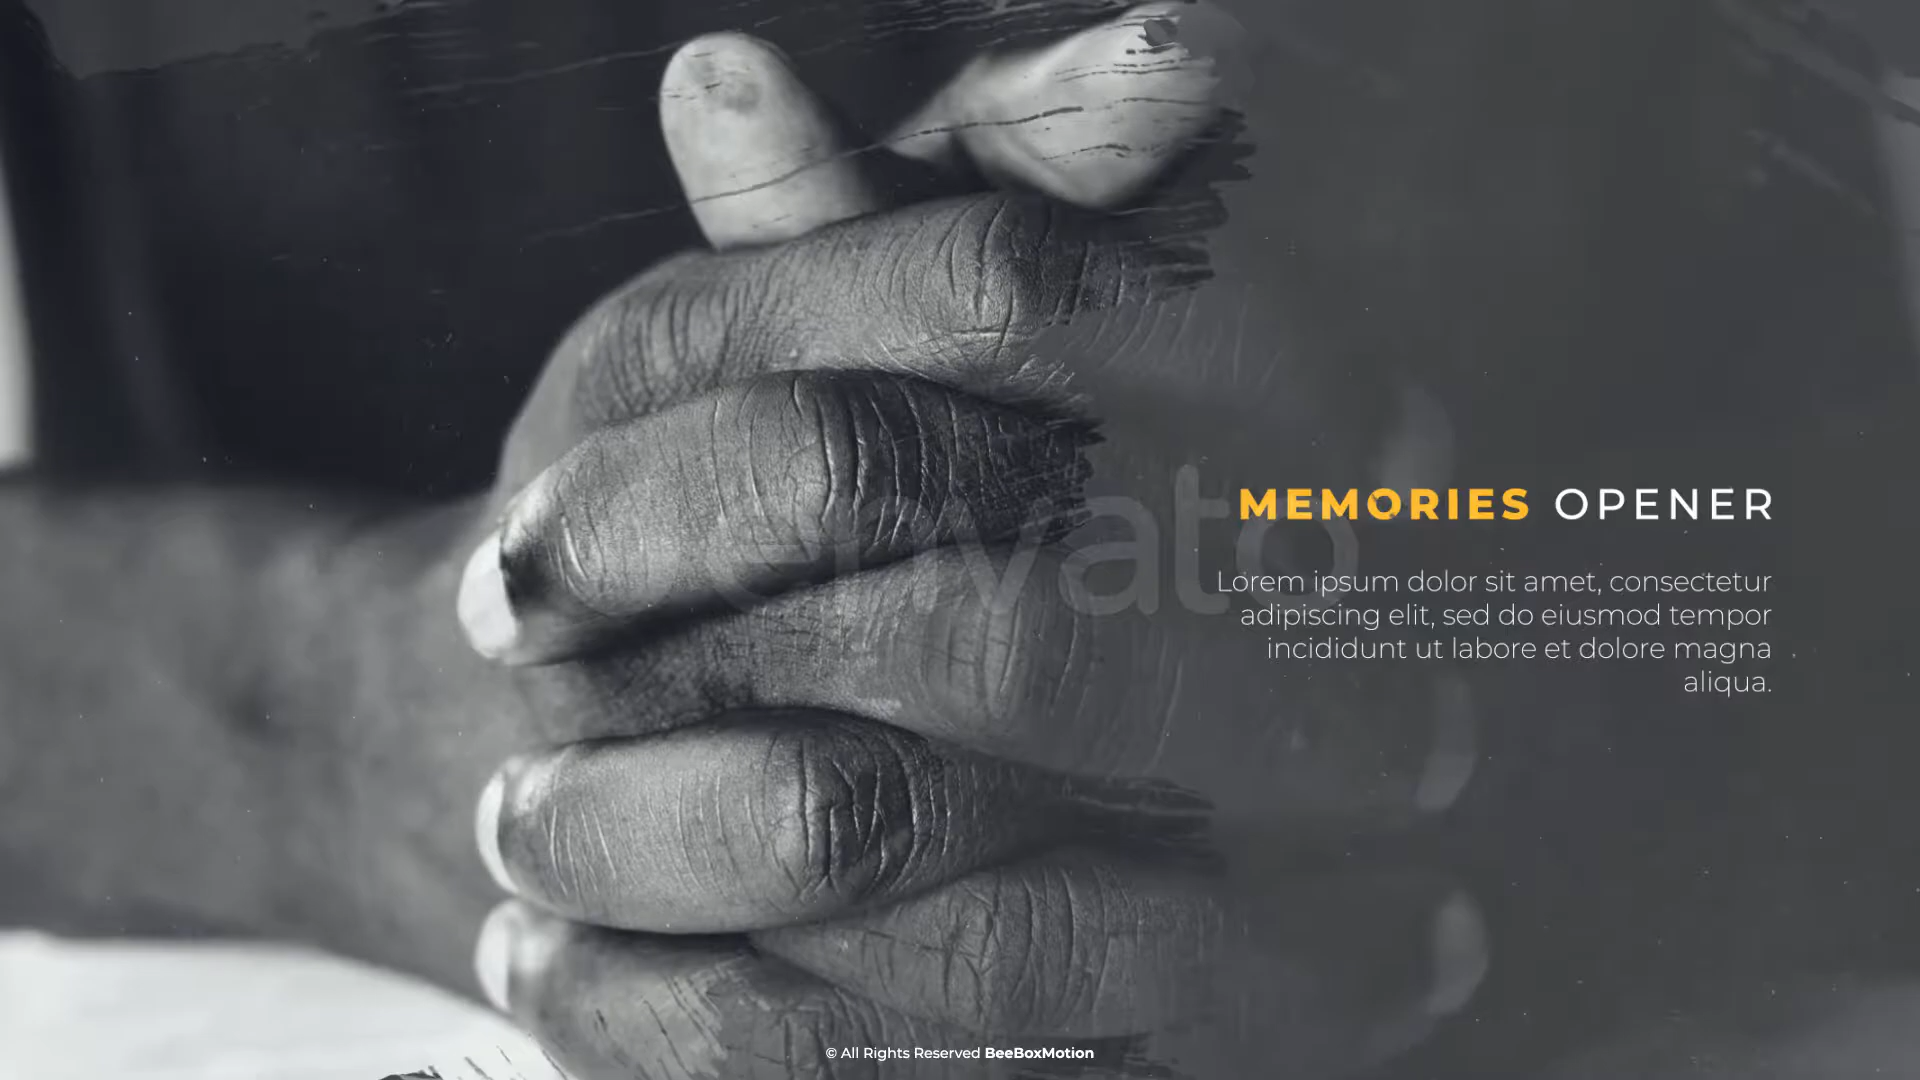 envato
MEMORIES OPENER
Lorem ipsum dolor sit amet, consectetur
adipiscing elit, sed do eiusmod tempor
incididunt ut labore et dolore magna
aliqua.
© All Rights Reserved BeeBoxMotion